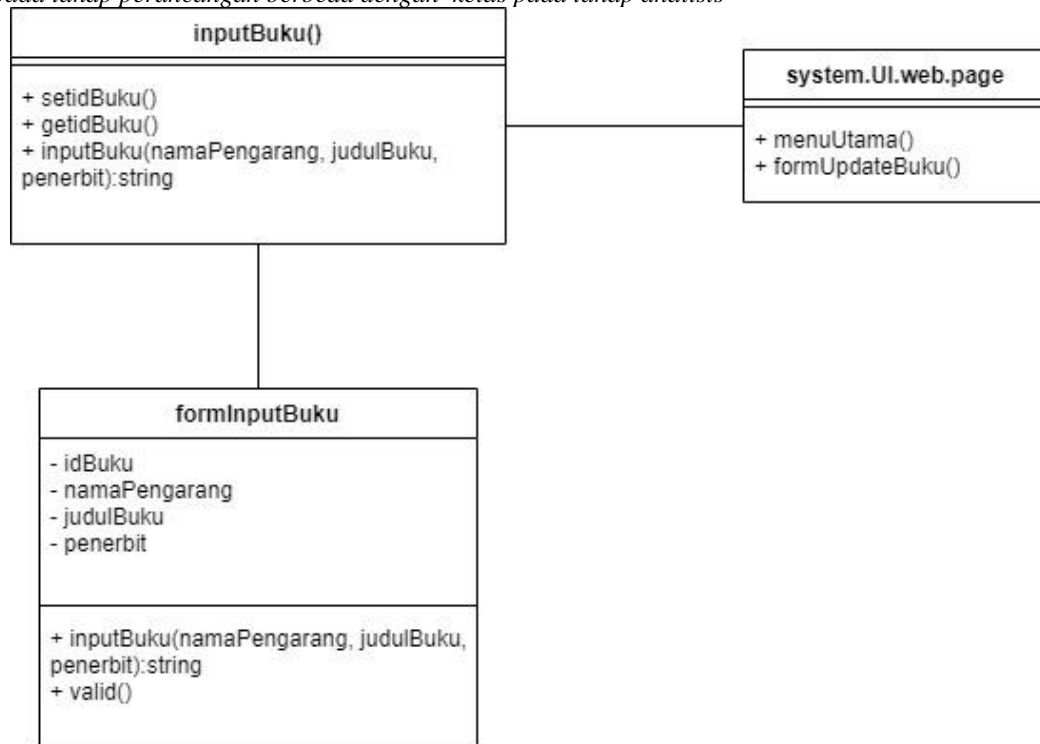 pada tahap perancangan berbeda dengan kelas pada tahap analisis
inputBuku()
+ setidBuku()
+ getidBuku()
+ inputBuku(namaPengarang, judulBuku,
penerbit):string
system.UI.web.page
+ menuUtama()
+ formUpdateBuku()
formInputBuku
- idBuku
- namaPengarang
- judulBuku
- penerbit
+ inputBuku(namaPengarang, judulBuku,
penerbit):string
+ valid()